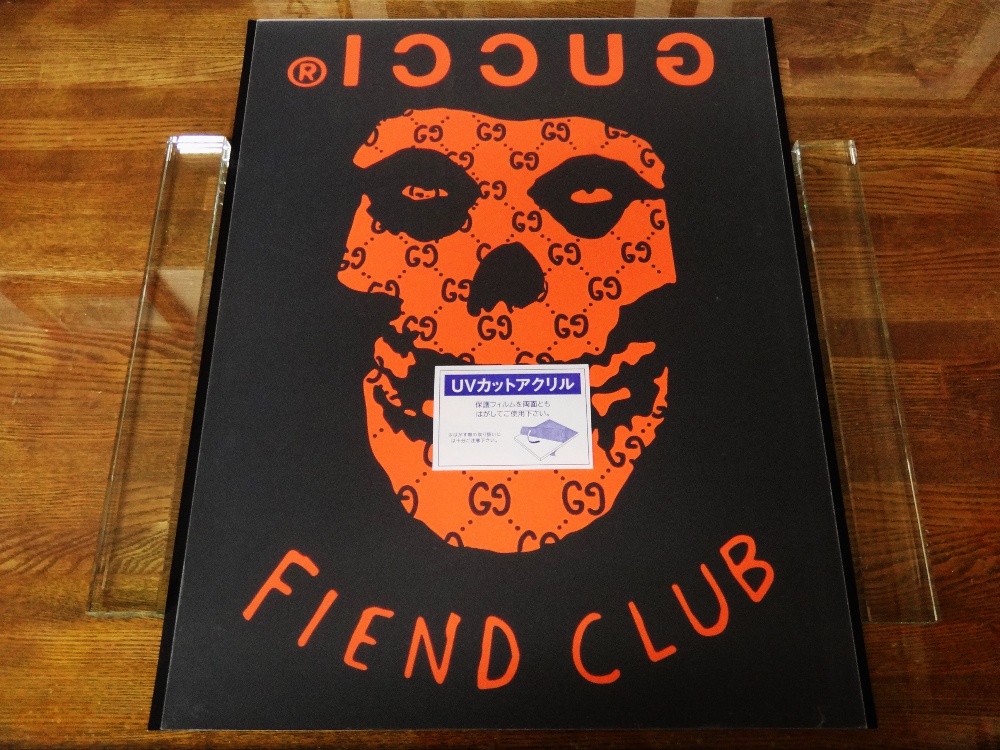 GUCCI ®
UVカットアクリル
保護フィルムを両面とも
はがしてご使用下さい。
FIEND CLUB